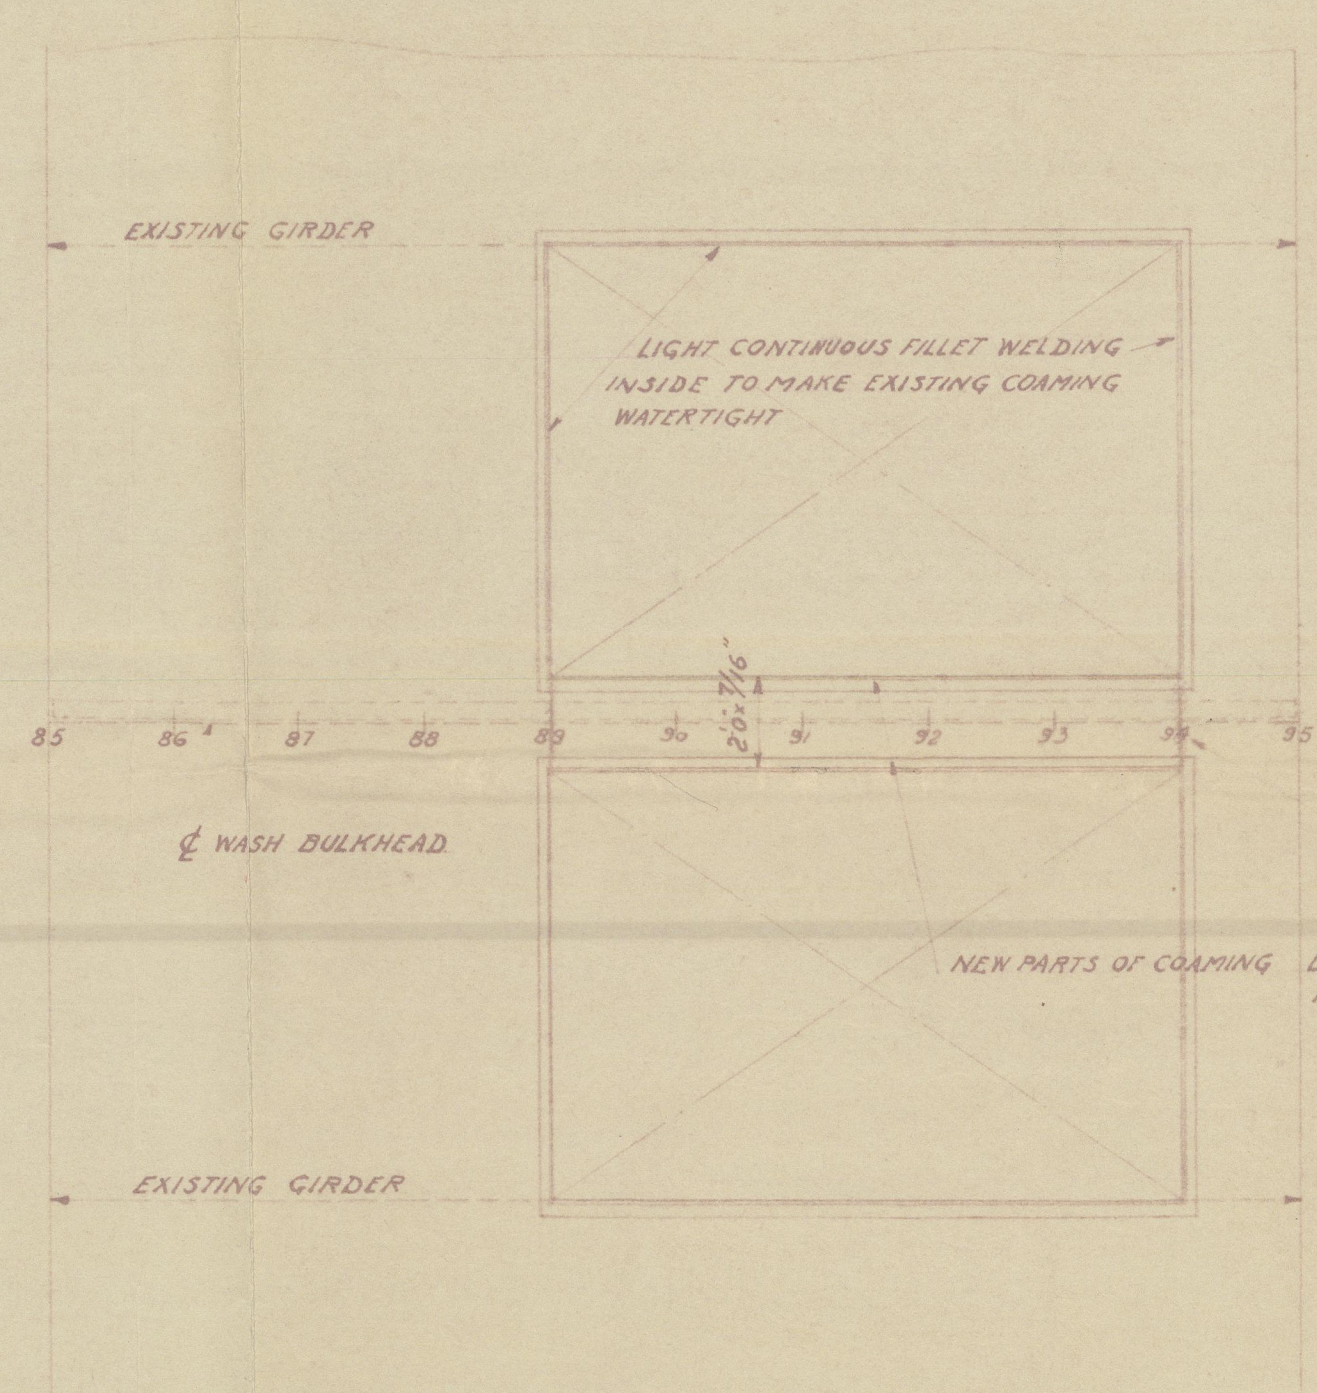 EXISTING GIRDER
LIGHT CONTINUOUS FILLET WELDING
INSIDE TO MAKE EXISTING COAMING
WATERTIGHT
2'0" x 7/16"
85 86 87 88 89 90 91 92 93 94 95
℄ WASH BULKHEAD
NEW PARTS OF COAMING
EXISTING GIRDER